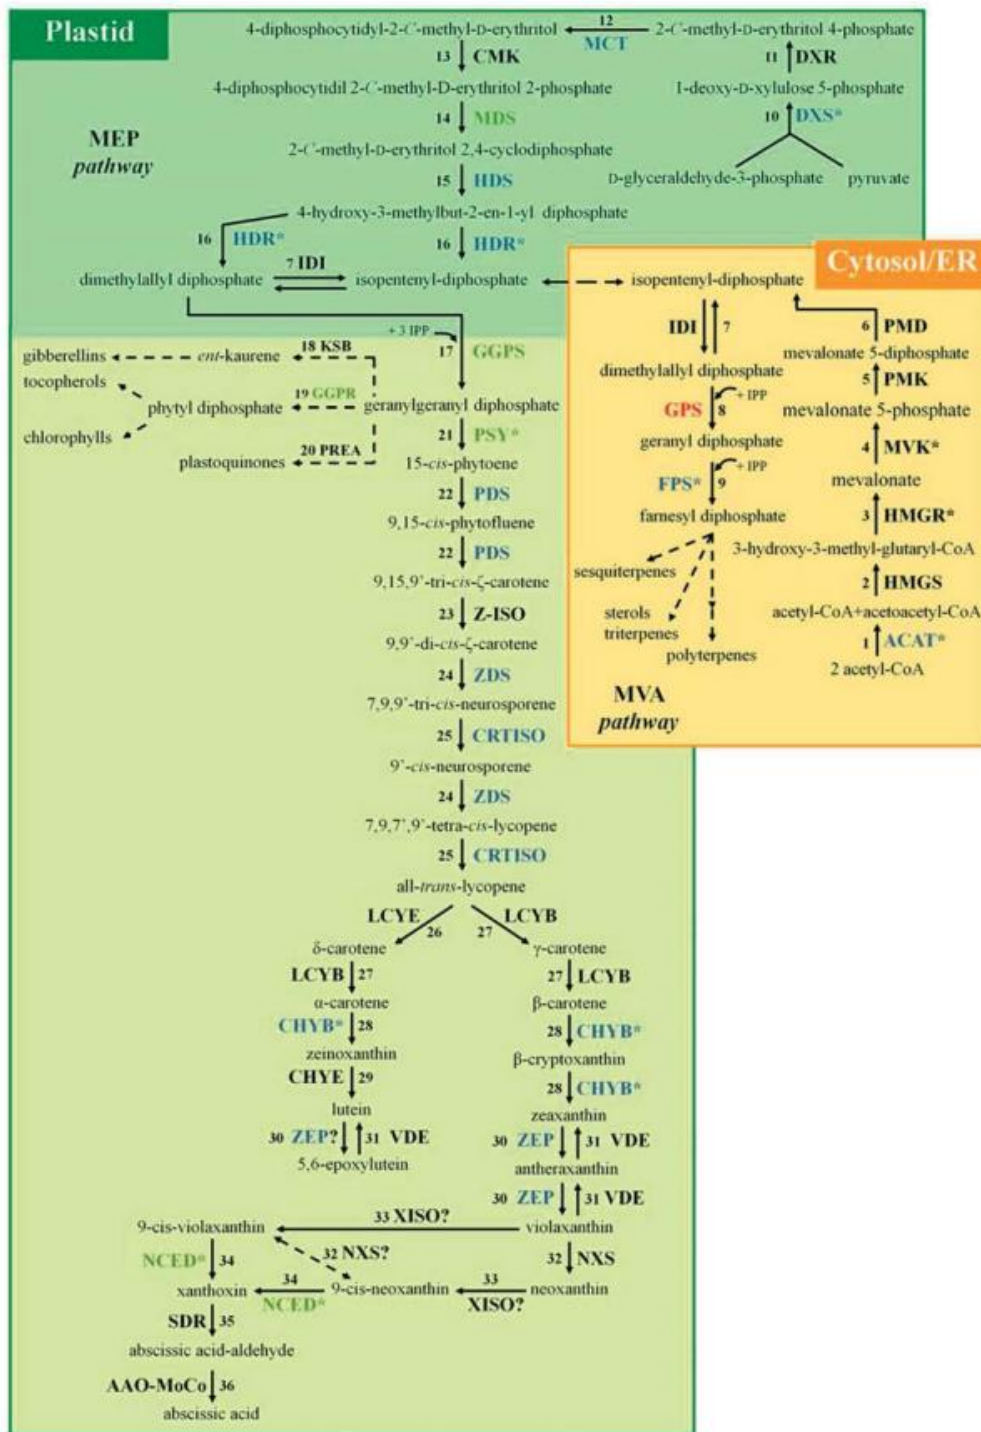 Plastid
4-diphosphocytidyl-2-C-methyl-D-erythritol
12
MCT
2-C-methyl-D-erythritol 4-phosphate
13 CMK
11 DXR
4-diphosphocytidil 2-C-methyl-D-erythritol 2-phosphate
1-deoxy-D-xylulose 5-phosphate
14 MDS
10 DXS*
MEP
pathway
2-C-methyl-D-erythritol 2,4-cyclodiphosphate
15 HDS
D-glyceraldehyde-3-phosphate pyruvate
4-hydroxy-3-methylbut-2-en-1-yl diphosphate
16 HDR*
16 HDR*
dimethylallyl diphosphate
7 IDI
isopentenyl-diphosphate
+ 3 IPP
17 GGPS
gibberellins
ent-kaurene
18 KSB
tocopherols
phytyl diphosphate
19 GGPR
geranylgeranyl diphosphate
chlorophylls
plastoquinones
20 PREA
21 PSY*
15-cis-phytoene
22 PDS
9,15-cis-phytofluene
22 PDS
9,15,9'-tri-cis-ζ-carotene
23 Z-ISO
9,9'-di-cis-ζ-carotene
24 ZDS
7,9,9'-tri-cis-neurosporene
25 CRTISO
9'-cis-neurosporene
24 ZDS
7,9,7',9'-tetra-cis-lycopene
25 CRTISO
all-trans-lycopene
LCYE
26
27
LCYB
δ-carotene
γ-carotene
LCYB 27
27 LCYB
α-carotene
β-carotene
CHYB* 28
28 CHYB*
zeinoxanthin
β-cryptoxanthin
CHYE 29
28 CHYB*
lutein
zeaxanthin
30 ZEP? 31 VDE
30 ZEP 31 VDE
5,6-epoxylutein
antheraxanthin
30 ZEP 31 VDE
9-cis-violaxanthin
33 XISO?
violaxanthin
NCED* 34
32 NXS?
32 NXS
xanthoxin
34
NCED*
9-cis-neoxanthin
33
XISO?
neoxanthin
SDR 35
abscissic acid-aldehyde
AAO-MoCo 36
abscissic acid
Cytosol/ER
isopentenyl-diphosphate
IDI 7
6 PMD
mevalonate 5-diphosphate
dimethylallyl diphosphate
5 PMK
GPS 8
+ IPP
mevalonate 5-phosphate
geranyl diphosphate
4 MVK*
FPS* 9
+ IPP
mevalonate
farnesyl diphosphate
3 HMGR*
3-hydroxy-3-methyl-glutaryl-CoA
sesquiterpenes
2 HMGS
sterols
triterpenes
acetyl-CoA+acetoacetyl-CoA
polyterpenes
1 ACAT*
2 acetyl-CoA
MVA
pathway